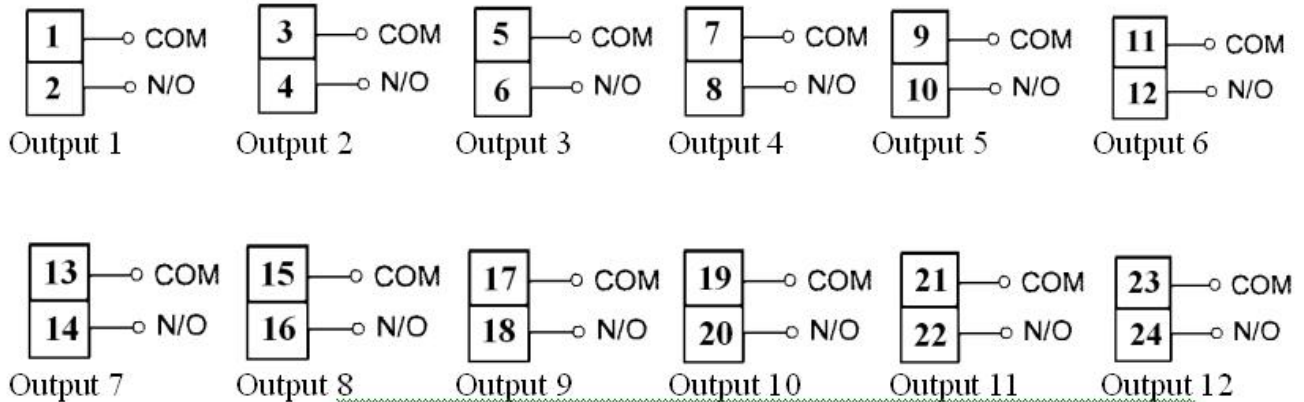 1 COM 3 COM 5 COM 7 COM 9 COM 11 COM
2 N/O 4 N/O 6 N/O 8 N/O 10 N/O 12 N/O
Output 1 Output 2 Output 3 Output 4 Output 5 Output 6
13 COM 15 COM 17 COM 19 COM 21 COM 23 COM
14 N/O 16 N/O 18 N/O 20 N/O 22 N/O 24 N/O
Output 7 Output 8 Output 9 Output 10 Output 11 Output 12